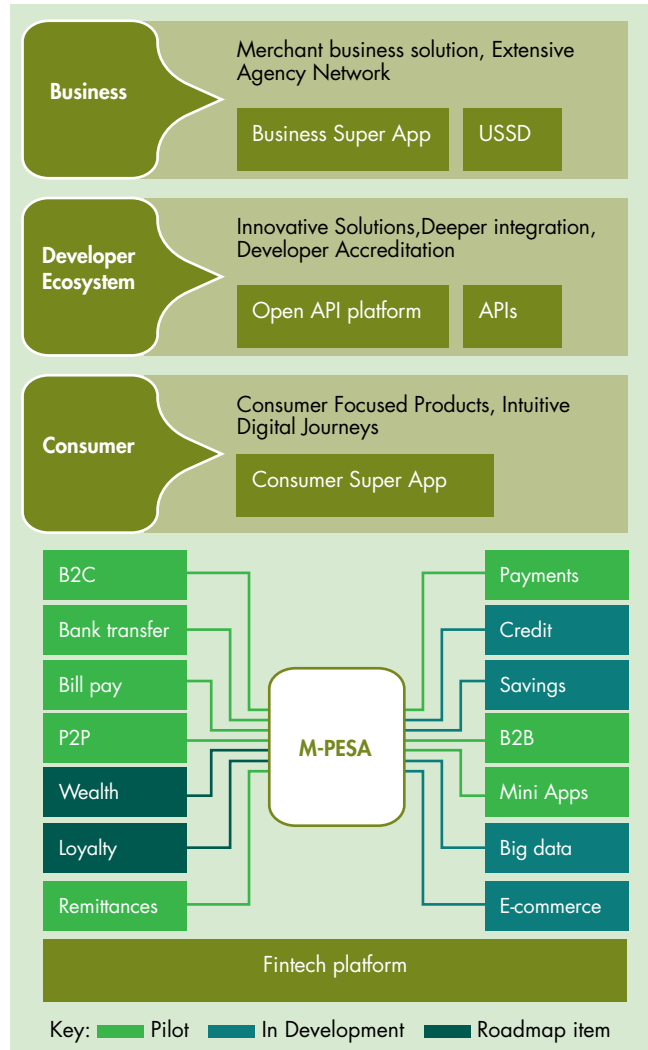 Business
Merchant business solution, Extensive
Agency Network
Business Super App
USSD
Developer
Ecosystem
Innovative Solutions,Deeper integration,
Developer Accreditation
Open API platform
APIs
Consumer
Consumer Focused Products, Intuitive
Digital Journeys
Consumer Super App
B2C
Bank transfer
Bill pay
P2P
Wealth
Loyalty
Remittances
M-PESA
Payments
Credit
Savings
B2B
Mini Apps
Big data
E-commerce
Fintech platform
Key: Pilot In Development Roadmap item